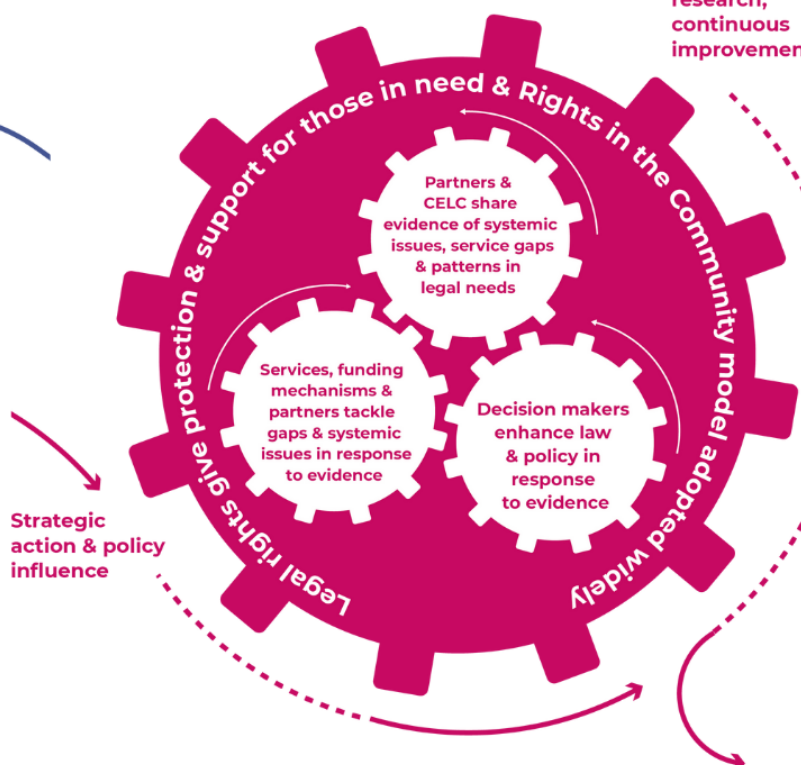 research,
continuous
improvemen
Legal rights give protection & support for those in need & Rights in the Community model adopted widely
Partners &
CELC share
evidence of systemic
issues, service gaps
& patterns in
legal needs
Services, funding
mechanisms &
partners tackle
gaps & systemic
issues in response
to evidence
Decision makers
enhance law
& policy in
response
to evidence
Strategic
action & policy
influence